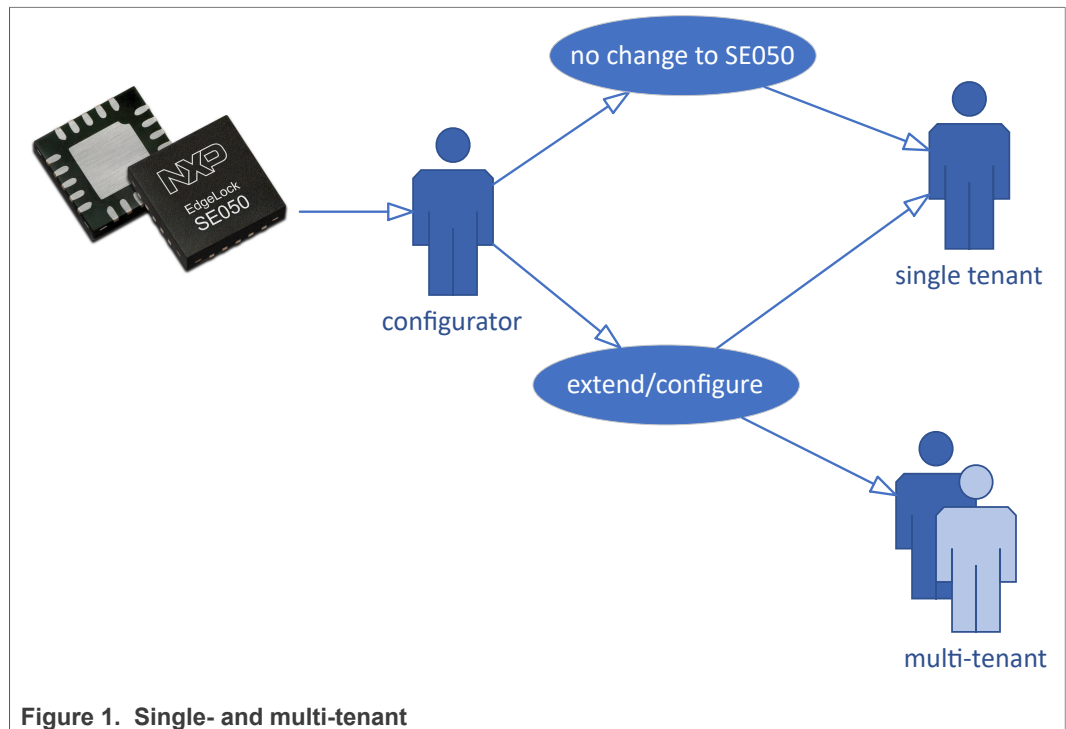 no change to SE050
NXP
EdgeLock
SE050
single tenant
configurator
extend/configure
multi-tenant
Figure 1. Single- and multi-tenant